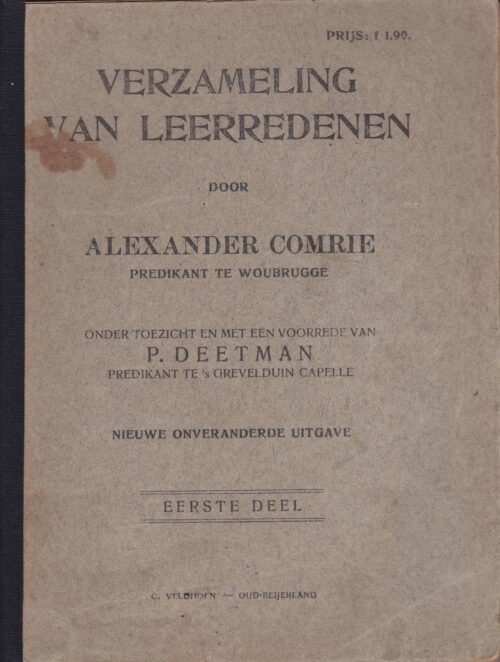 PRIJS: f 1.90.
VERZAMELING
VAN LEERREDENEN
DOOR
ALEXANDER COMRIE
PREDIKANT TE WOUBRUGGE
ONDER TOEZICHT EN MET EEN VOORREDE VAN
P. DEETMAN
PREDIKANT TE 's GREVELDUIN CAPELLE
NIEUWE ONVERANDERDE UITGAVE
EERSTE DEEL
C. VELDHOEN — OUD-BEIJERLAND